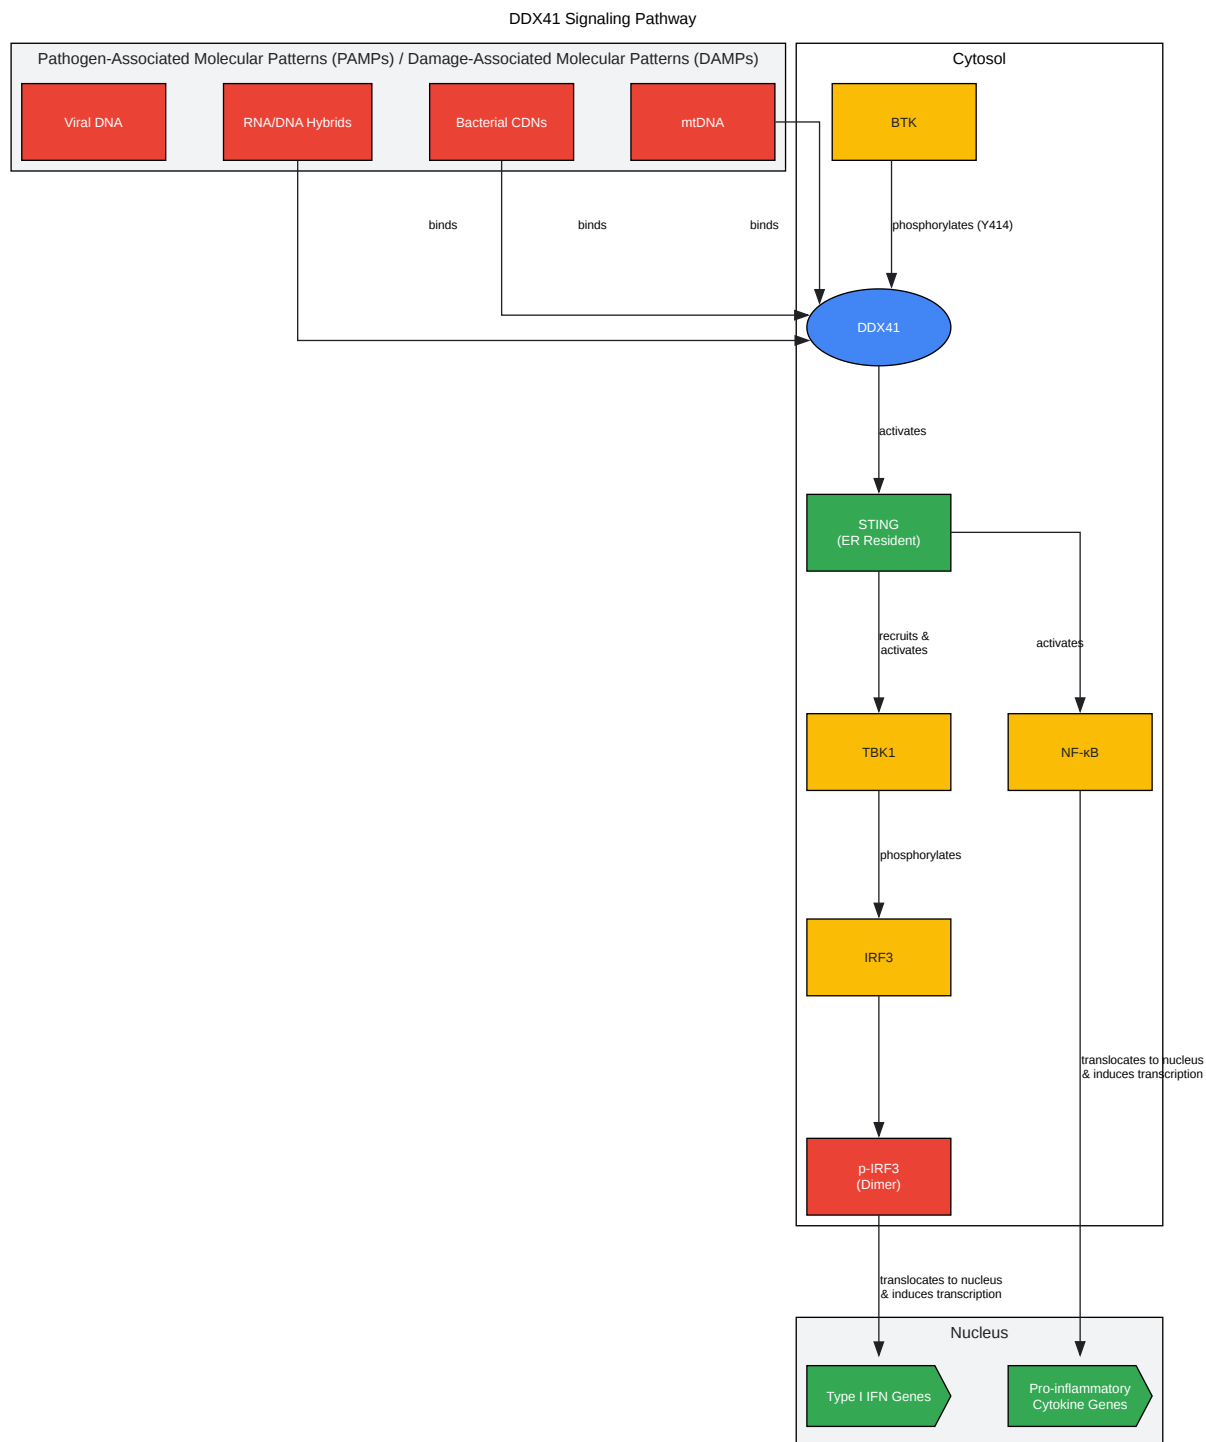 DDX41 Signaling Pathway
Pathogen-Associated Molecular Patterns (PAMPs) / Damage-Associated Molecular Patterns (DAMPs)
Cytosol
Viral DNA
RNA/DNA Hybrids
Bacterial CDNs
mtDNA
BTK
binds
binds
binds
phosphorylates (Y414)
DDX41
activates
STING
(ER Resident)
recruits &
activates
activates
TBK1
NF-κB
phosphorylates
IRF3
translocates to nucleus
& induces transcription
p-IRF3
(Dimer)
translocates to nucleus
& induces transcription
Nucleus
Type I IFN Genes
Pro-inflammatory
Cytokine Genes